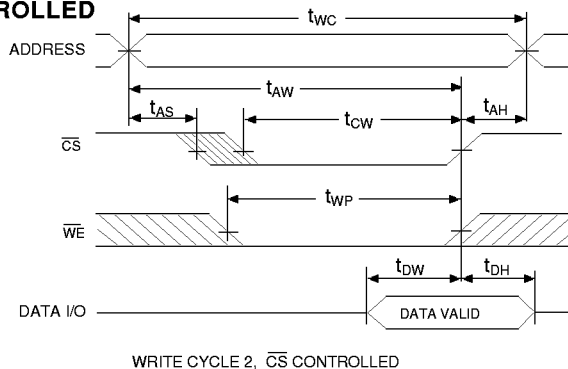 ROLLED
tWC
ADDRESS
tAW
tAS
tCW
tAH
CS
tWP
WE
tDW
tDH
DATA I/O
DATA VALID
WRITE CYCLE 2, CS CONTROLLED